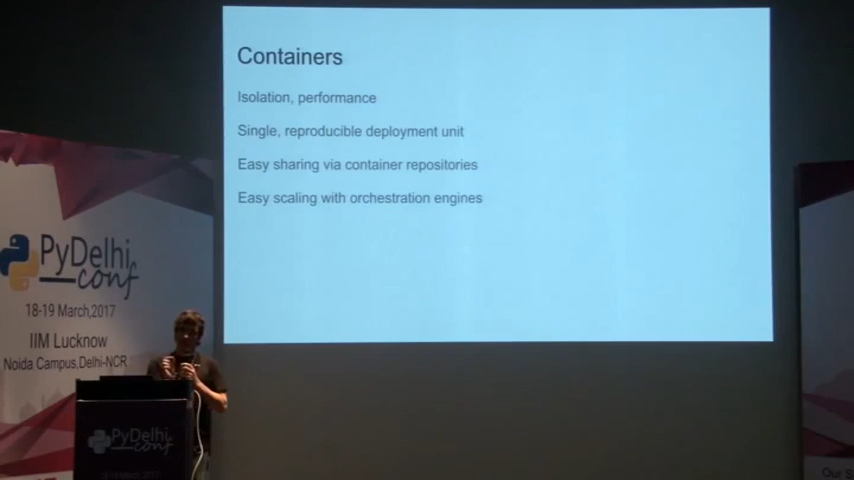 Containers
Isolation, performance
Single, reproducible deployment unit
Easy sharing via container repositories
Easy scaling with orchestration engines
PyDelhi
conf
18-19 March,2017
IIM Lucknow
Noida Campus,Delhi-NCR
PyDelhi
conf
Our S